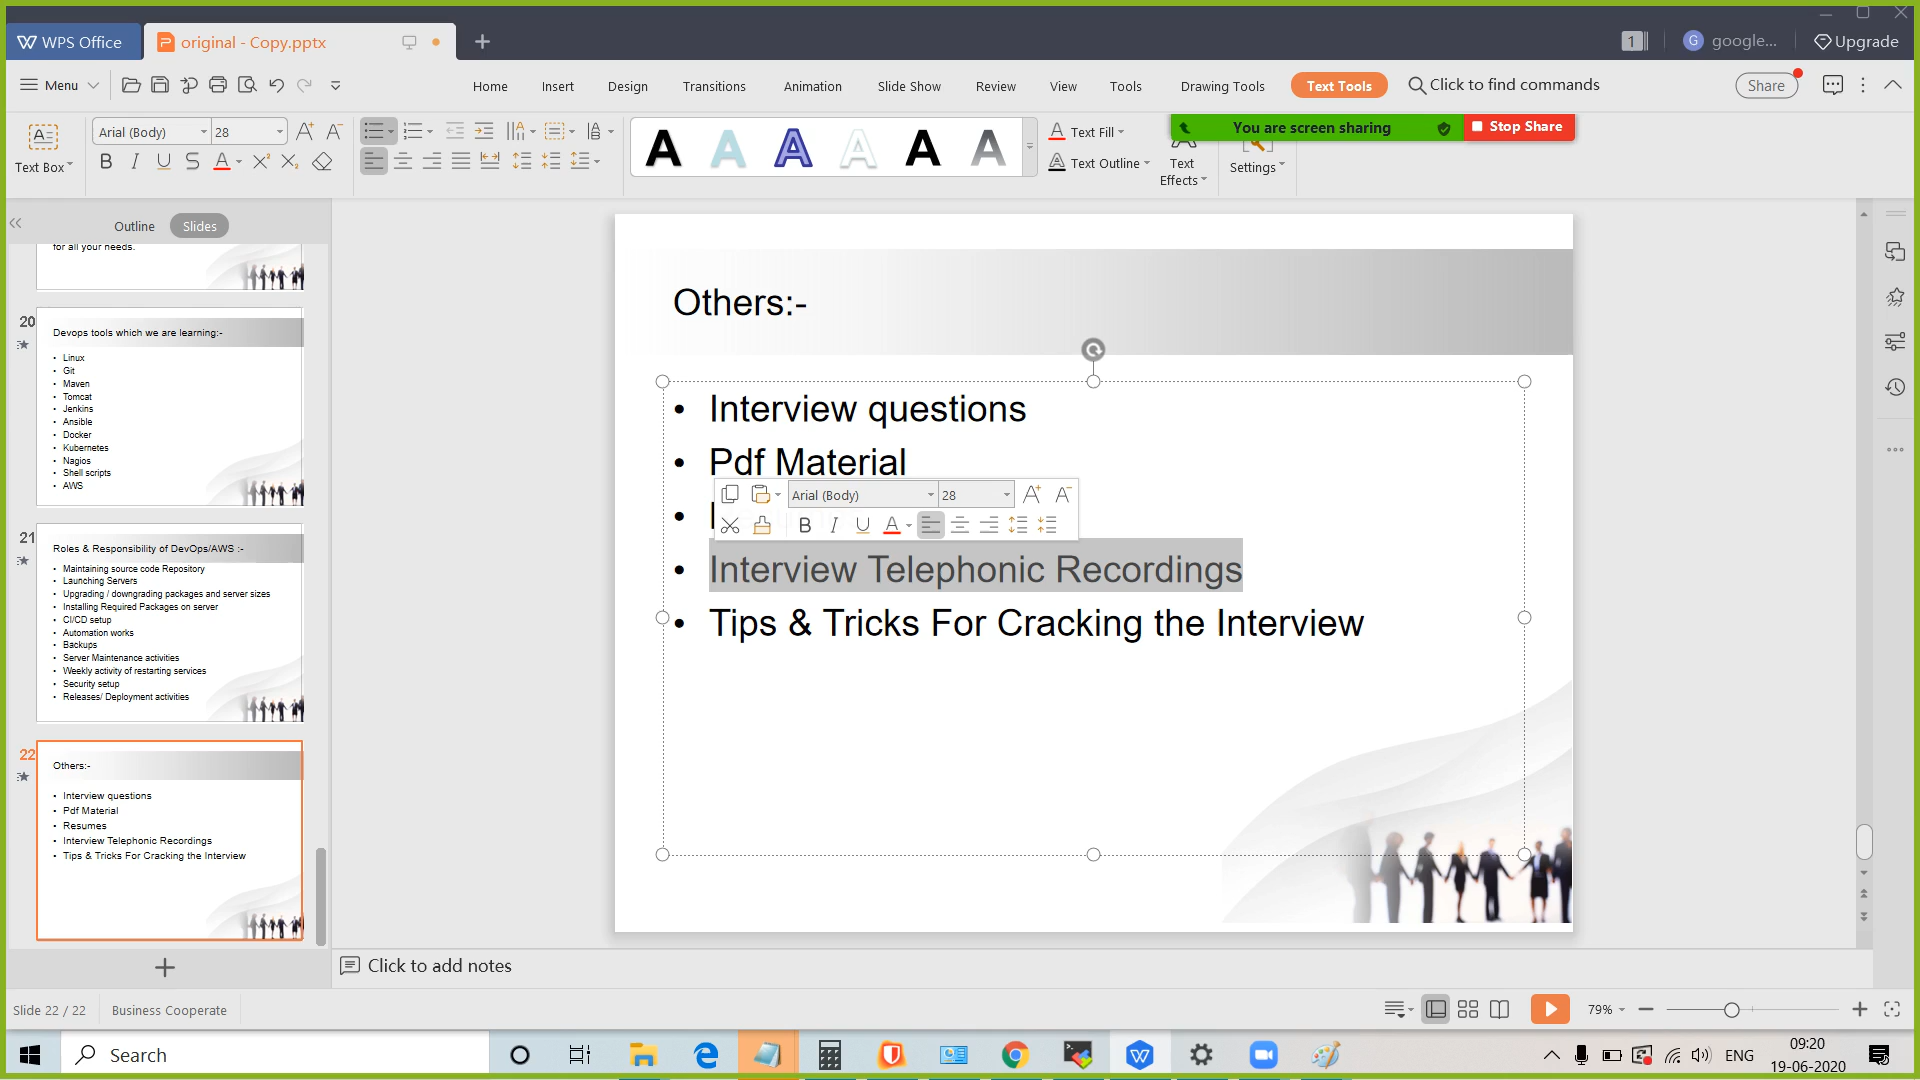 WPS Office
original - Copy.pptx
1
G google...
Upgrade
Menu
Home
Insert
Design
Transitions
Animation
Slide Show
Review
View
Tools
Drawing Tools
Text Tools
Click to find commands
Share
Text Box
Arial (Body)
28
Text Fill
Text Outline
Text
Effects
Settings
You are screen sharing
Stop Share
Outline
Slides
for all your needs.
20
Devops tools which we are learning:-
• Linux
• Git
• Maven
• Tomcat
• Jenkins
• Ansible
• Docker
• Kubernetes
• Nagios
• Shell scripts
• AWS
21
Roles & Responsibility of DevOps/AWS :-
• Maintaining source code Repository
• Launching Servers
• Upgrading / downgrading packages and server sizes
• Installing Required Packages on server
• CI/CD setup
• Automation works
• Backups
• Server Maintenance activities
• Weekly activity of restarting services
• Security setup
• Releases/ Deployment activities
22
Others:-
• Interview questions
• Pdf Material
• Resumes
• Interview Telephonic Recordings
• Tips & Tricks For Cracking the Interview
Others:-
• Interview questions
• Pdf Material
Arial (Body)
28
• Interview Telephonic Recordings
• Tips & Tricks For Cracking the Interview
Click to add notes
Slide 22 / 22
Business Cooperate
79%
Search
ENG
09:20
19-06-2020